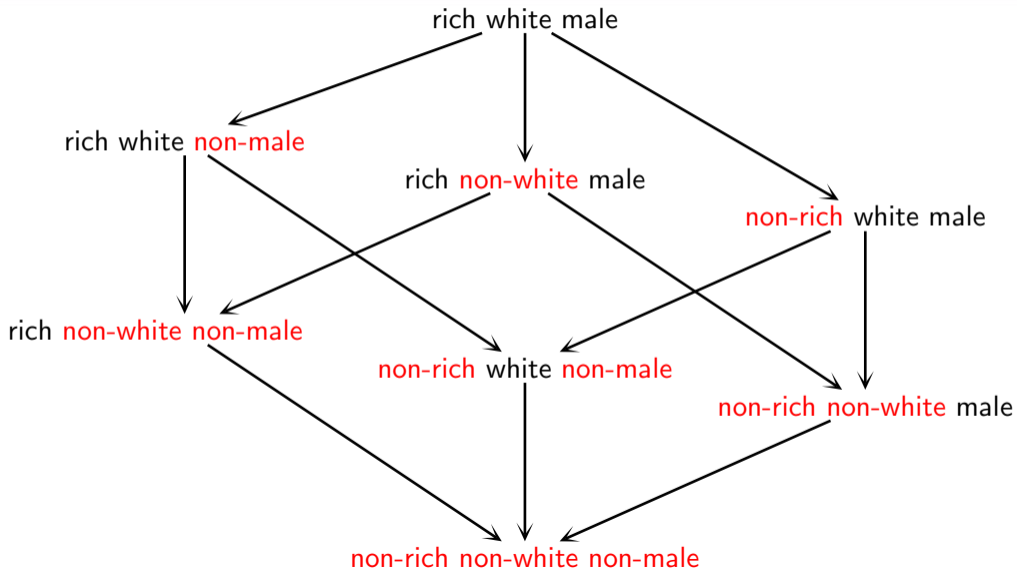 rich white male
rich white non-male
rich non-white male
non-rich white male
rich non-white non-male
non-rich white non-male
non-rich non-white male
non-rich non-white non-male